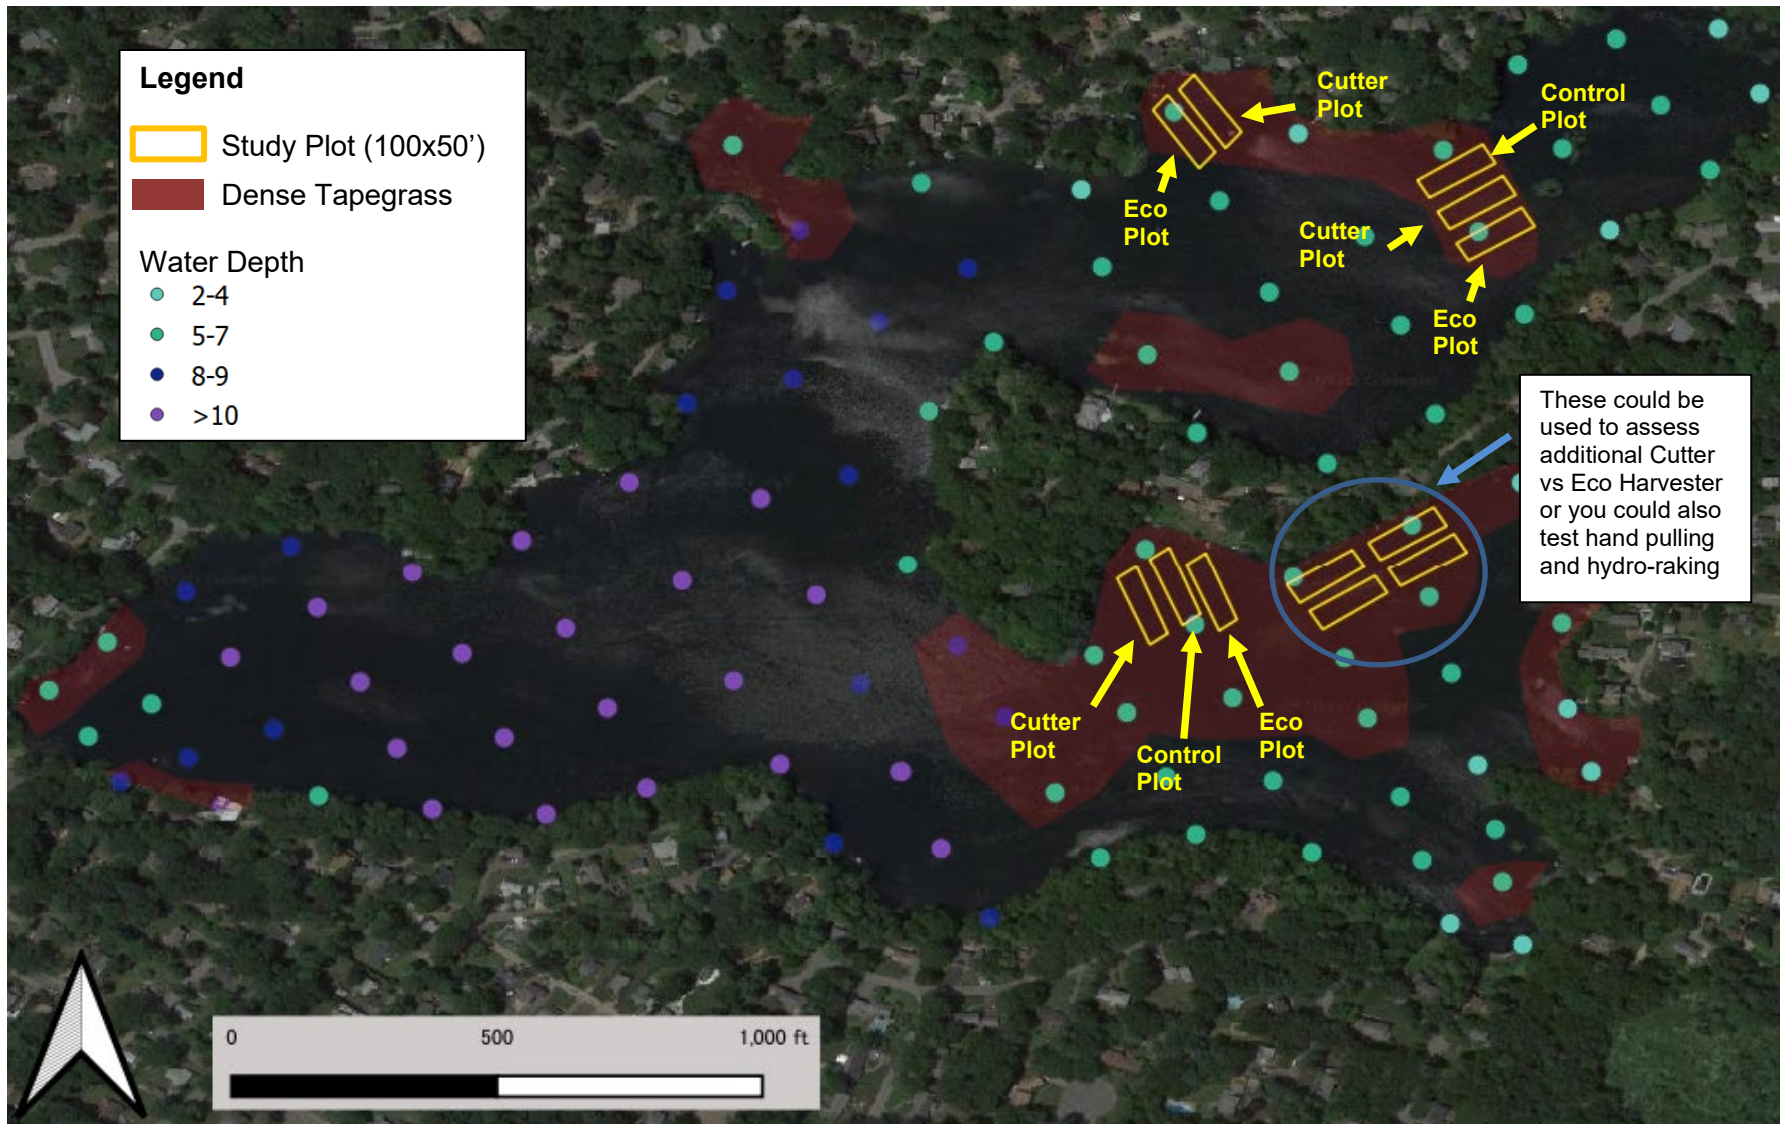 Legend
Study Plot (100x50')
Dense Tapegrass
Water Depth
2-4
5-7
8-9
>10
Cutter
Plot
Control
Plot
Eco
Plot
Cutter
Plot
Eco
Plot
These could be
used to assess
additional Cutter
vs Eco Harvester
or you could also
test hand pulling
and hydro-raking
Cutter
Plot
Control
Plot
Eco
Plot
0 500 1,000 ft